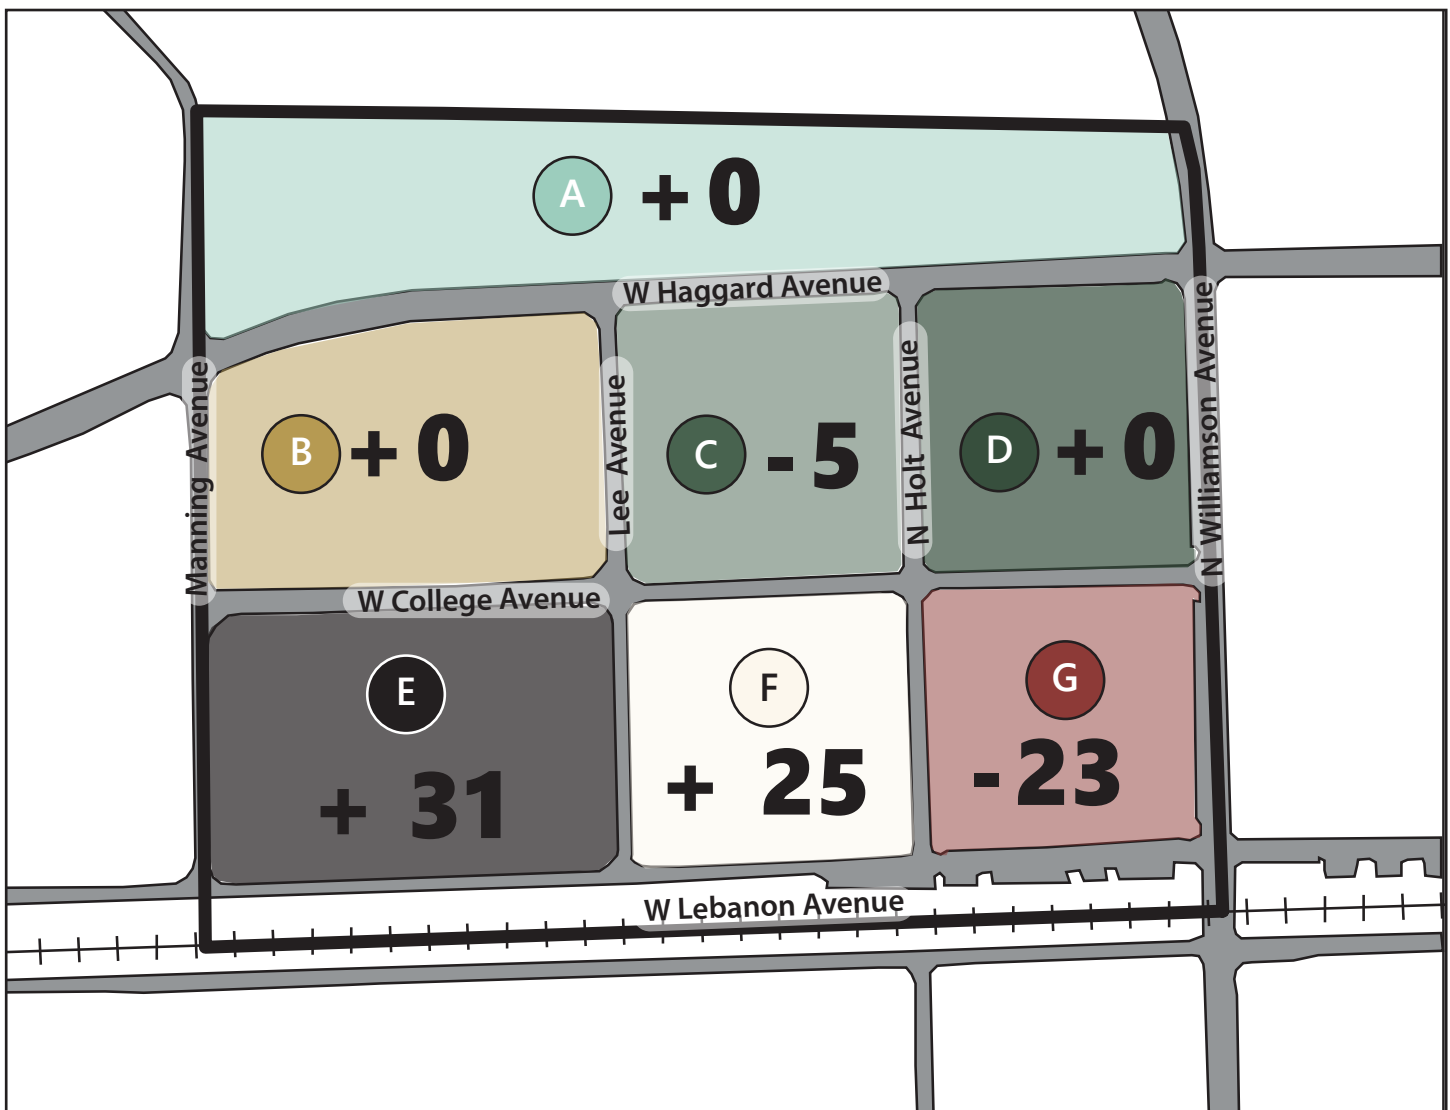 A + 0
W Haggard Avenue
Manning Avenue
B + 0
Lee Avenue
C - 5
N Holt Avenue
D + 0
N Williamson Avenue
W College Avenue
E
+ 31
F
+ 25
G
- 23
W Lebanon Avenue